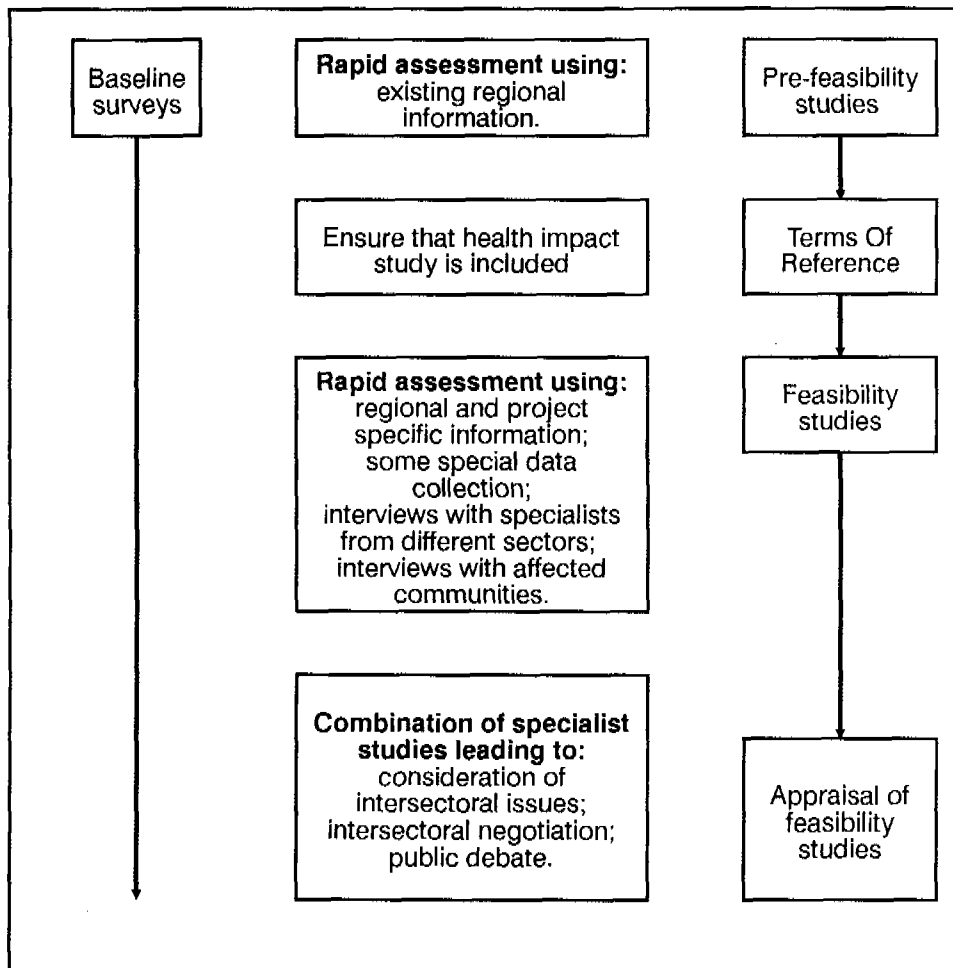 Baseline
surveys
Rapid assessment using:
existing regional
information.
Pre-feasibility
studies
Ensure that health impact
study is included
Terms Of
Reference
Rapid assessment using:
regional and project
specific information;
some special data
collection;
interviews with specialists
from different sectors;
interviews with affected
communities.
Feasibility
studies
Combination of specialist
studies leading to:
consideration of
intersectoral issues;
intersectoral negotiation;
public debate.
Appraisal of
feasibility
studies